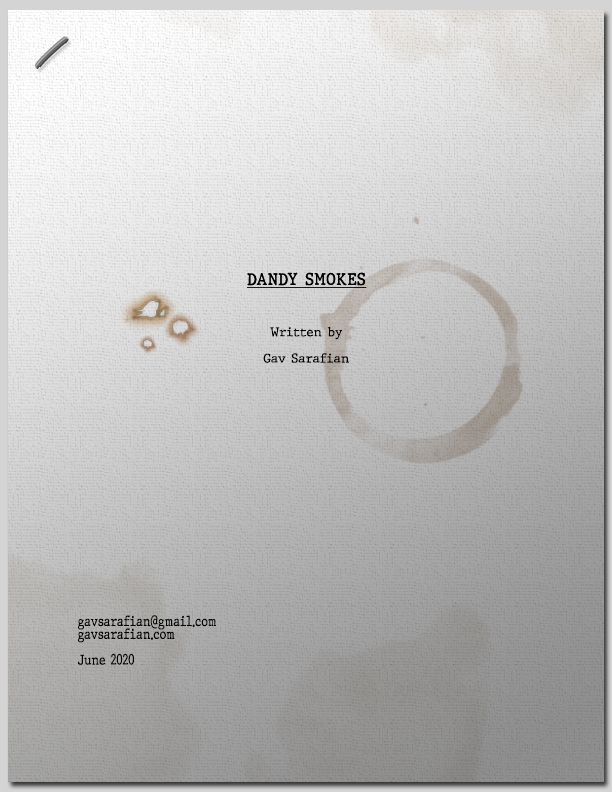 DANDY SMOKES
Written by
Gav Sarafian
gavsarafian@gmail.com
gavsarafian.com
June 2020